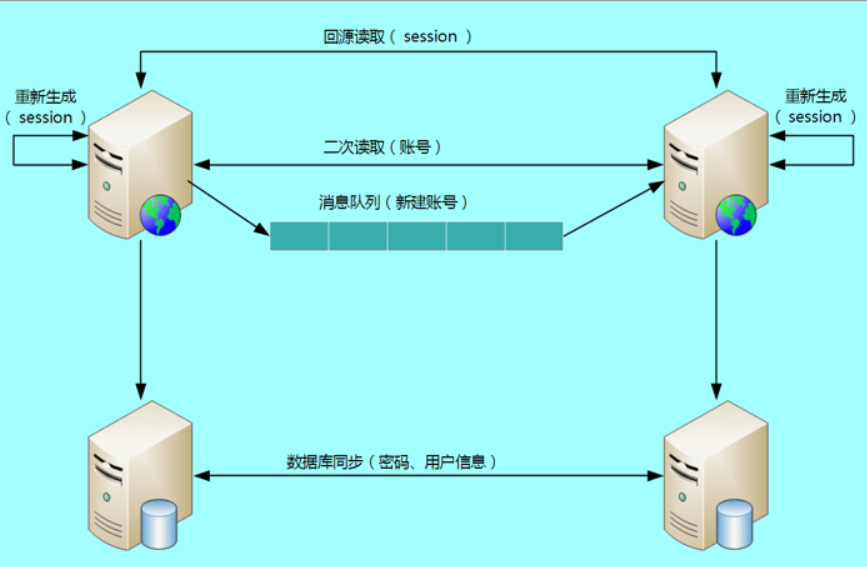 回源读取（ session ）
重新生成
（ session ）
重新生成
（ session ）
二次读取（账号）
消息队列（新建账号）
数据库同步（密码、用户信息）